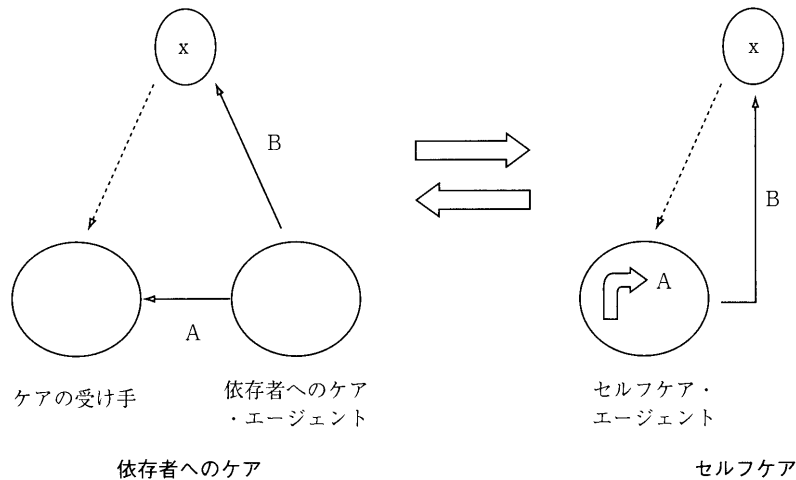 x
B
A
ケアの受け手
依存者へのケア
・エージェント
依存者へのケア
x
B
A
セルフケア・
エージェント
セルフケア